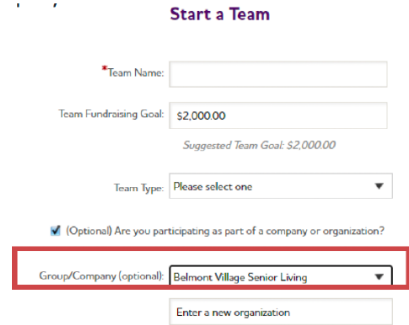 Start a Team
*Team Name:
Team Fundraising Goal: $2,000.00
Suggested Team Goal: $2,000.00
Team Type: Please select one
(Optional) Are you participating as part of a company or organization?
Group/Company (optional): Belmont Village Senior Living
Enter a new organization